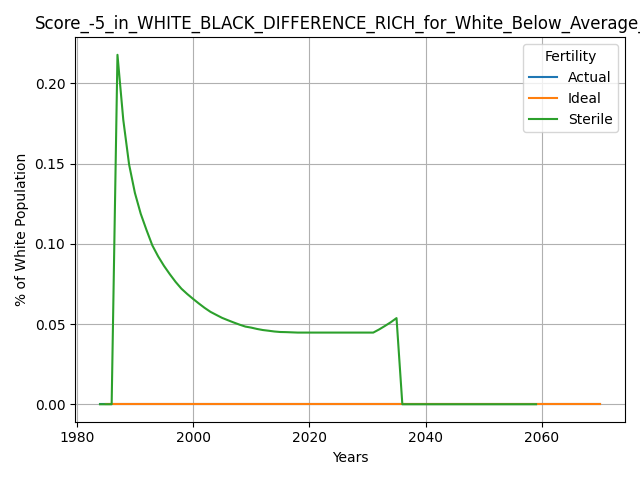 Score_-5_in_WHITE_BLACK_DIFFERENCE_RICH_for_White_Below_Average_
Fertility
Actual
Ideal
Sterile
% of White Population
0.20
0.15
0.10
0.05
0.00
1980 2000 2020 2040 2060
Years